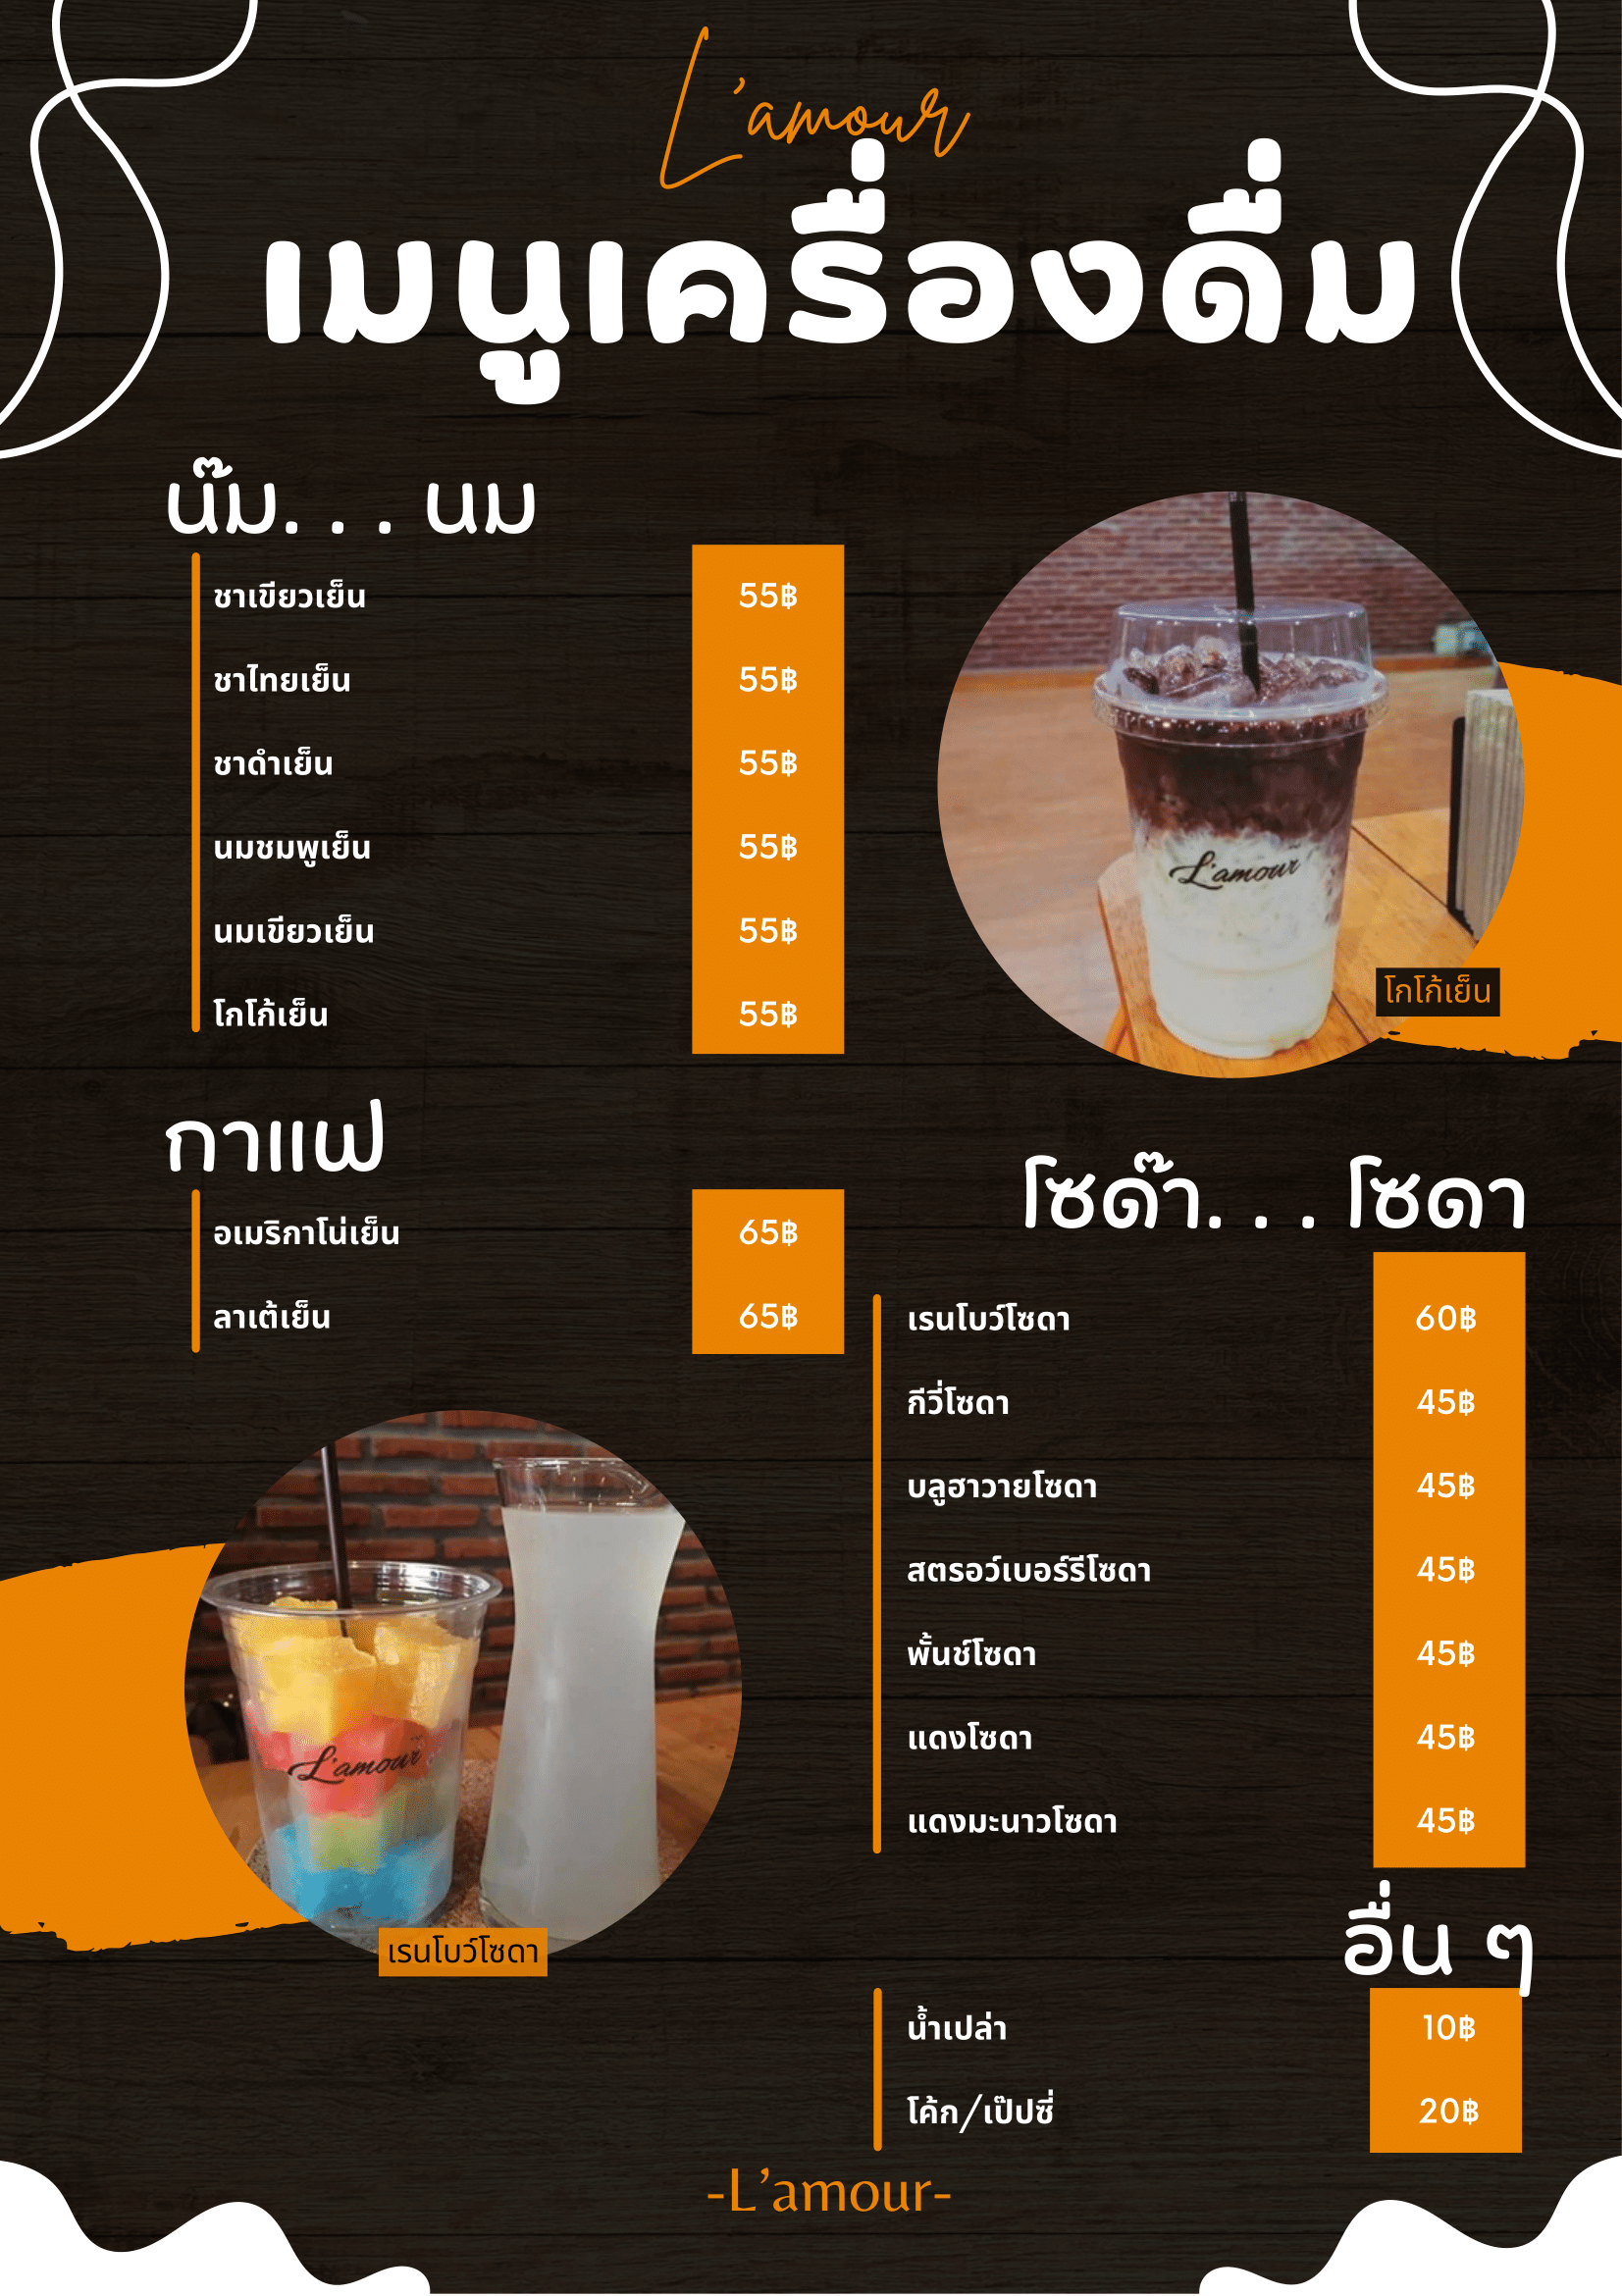 L'amour
เมนูเครื่องดื่ม
นั๊ม. . . นม
ชาเขียวเย็น 55฿
ชาไทยเย็น 55฿
ชาดำเย็น 55฿
นมชมพูเย็น 55฿
นมเขียวเย็น 55฿
โกโก้เย็น 55฿
L'amour
โกโก้เย็น
กาแฟ
อเมริกาโน่เย็น 65฿
ลาเต้เย็น 65฿
โซด๊า. . . โซดา
เรนโบว์โซดา 60฿
กีวี่โซดา 45฿
บลูฮาวายโซดา 45฿
สตรอว์เบอร์รีโซดา 45฿
พั้นช์โซดา 45฿
แดงโซดา 45฿
แดงมะนาวโซดา 45฿
L'amour
เรนโบว์โซดา
อื่น ๆ
น้ำเปล่า 10฿
โค้ก/เป๊ปซี่ 20฿
-L'amour-